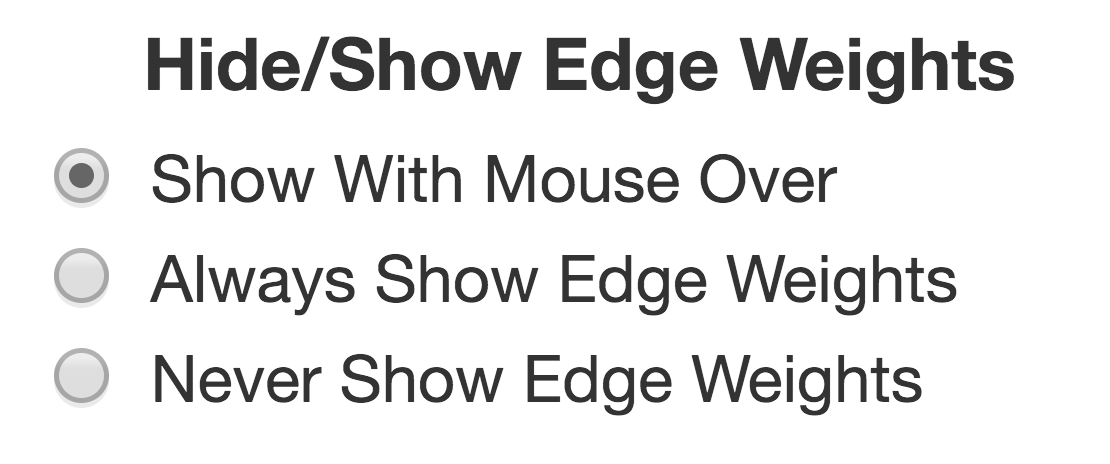 Hide/Show Edge Weights
Show With Mouse Over
Always Show Edge Weights
Never Show Edge Weights